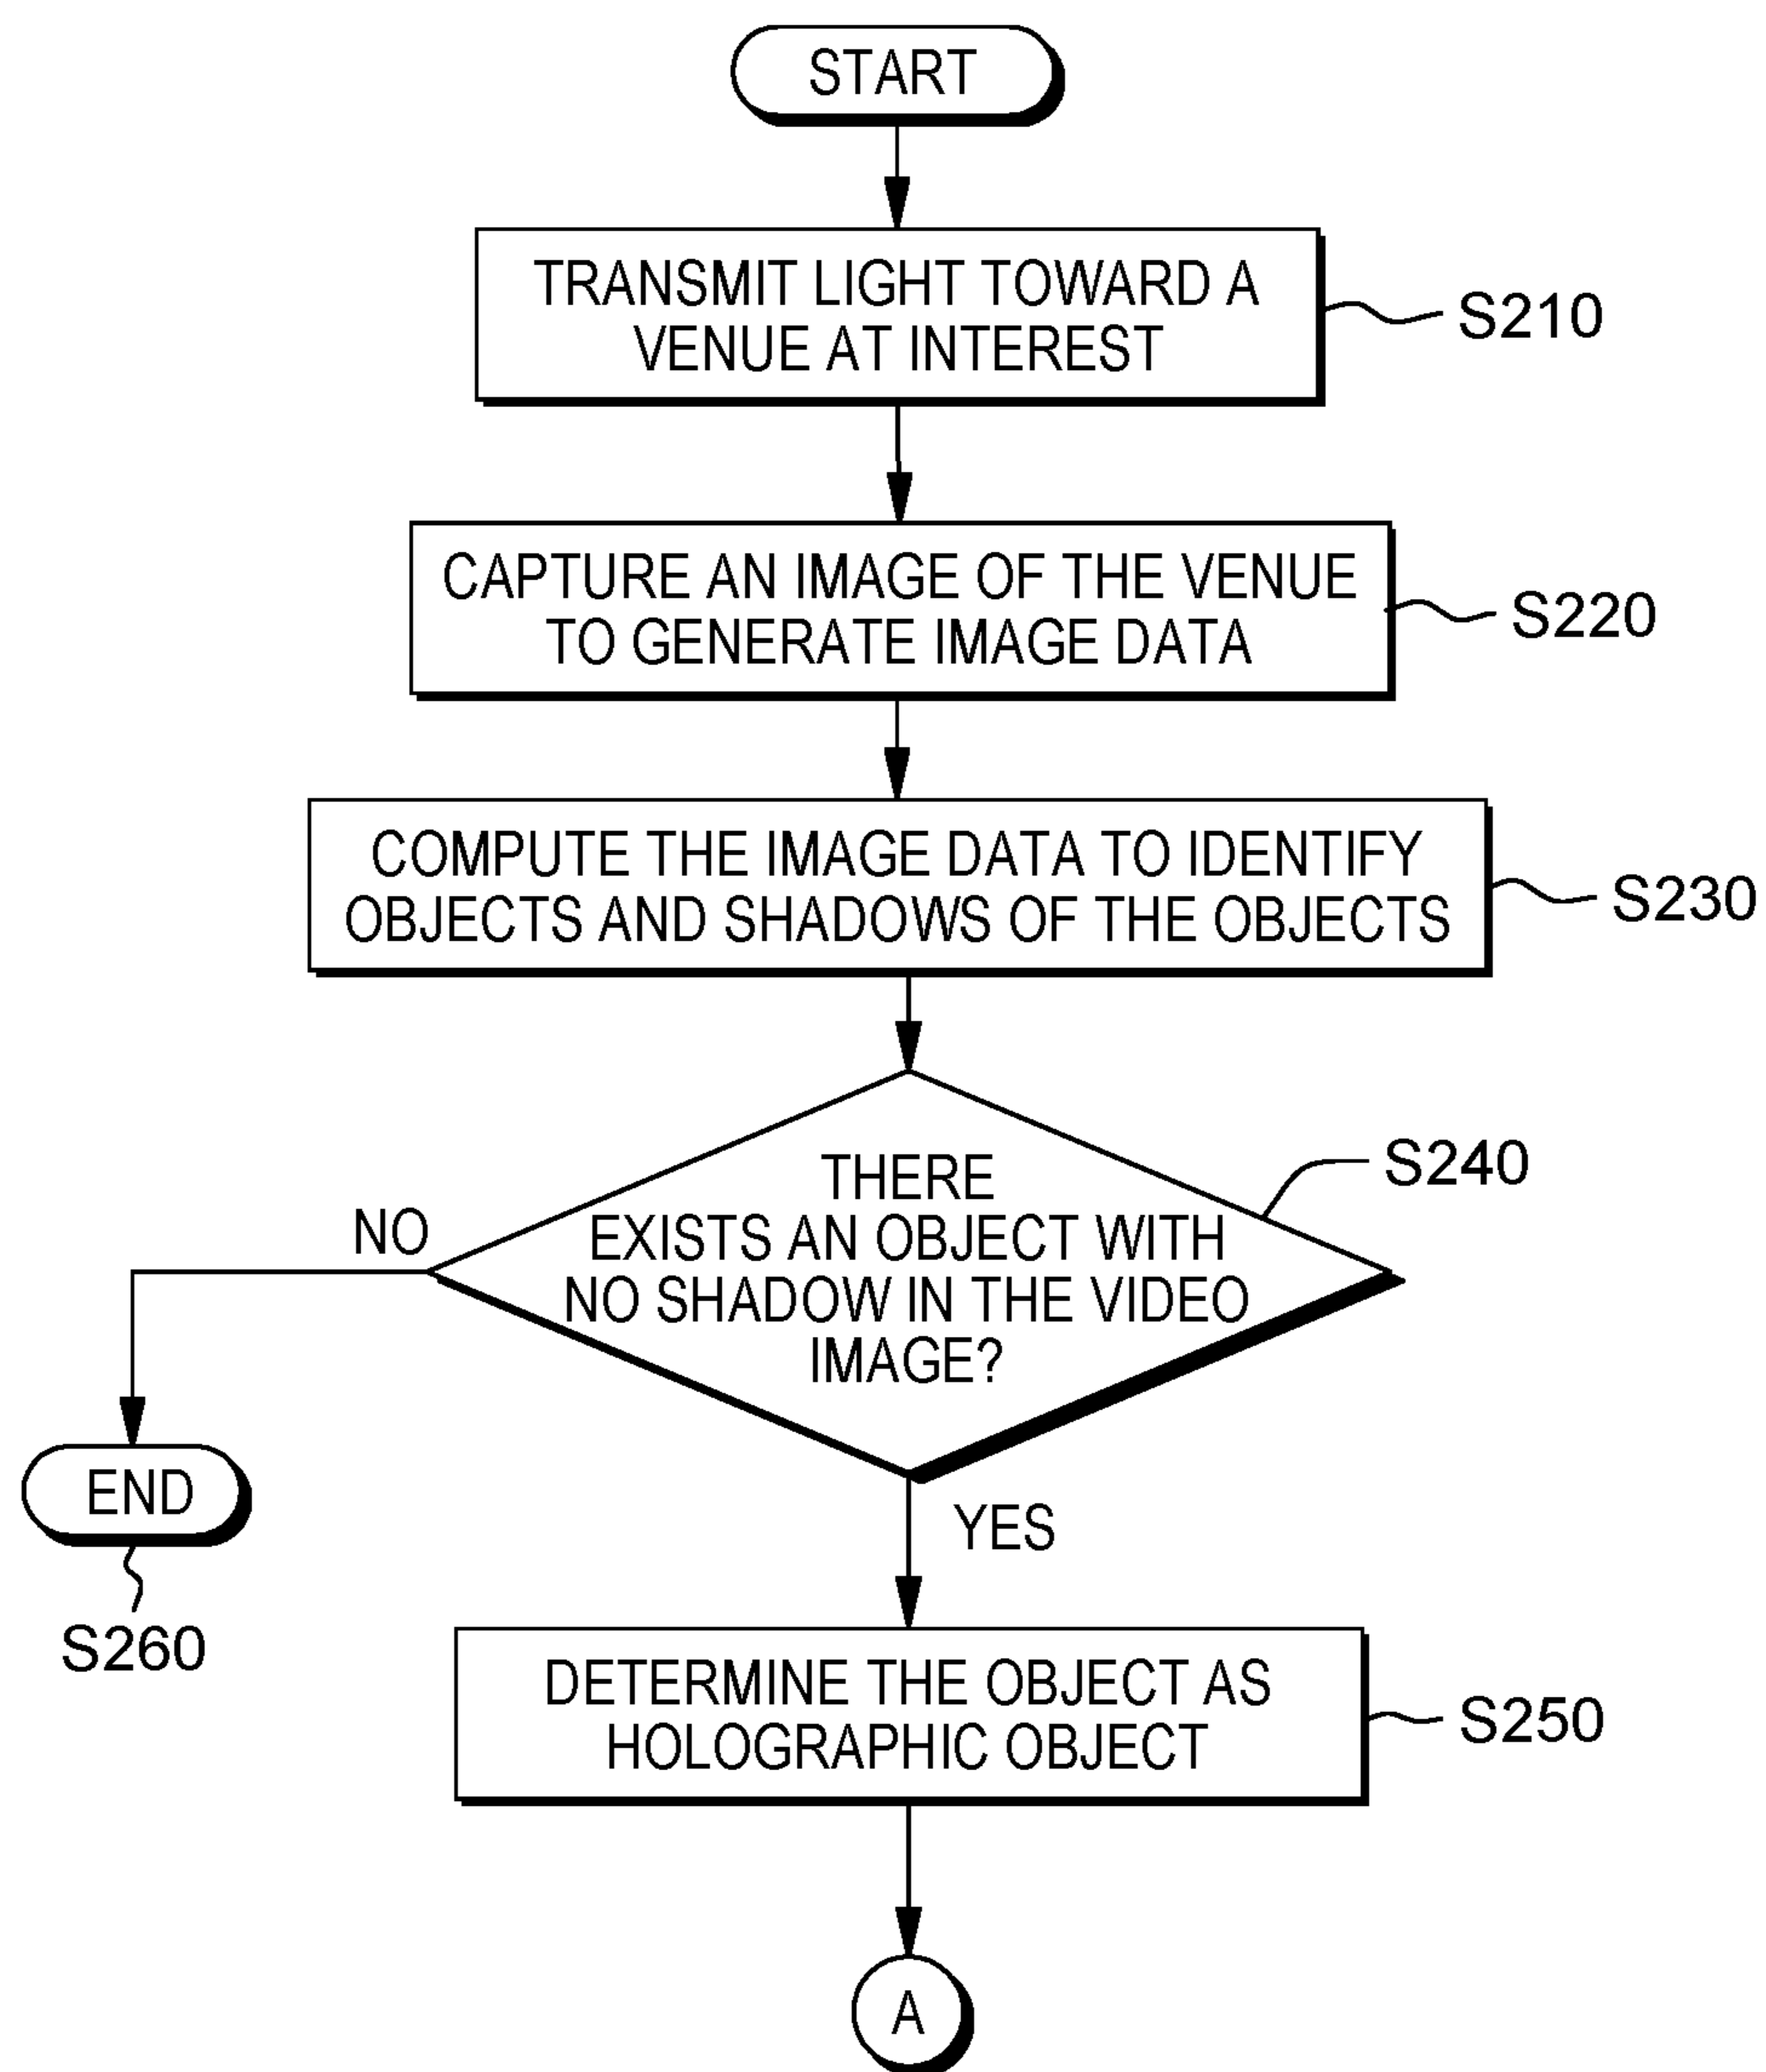 START
TRANSMIT LIGHT TOWARD A
VENUE AT INTEREST
S210
CAPTURE AN IMAGE OF THE VENUE
TO GENERATE IMAGE DATA
S220
COMPUTE THE IMAGE DATA TO IDENTIFY
OBJECTS AND SHADOWS OF THE OBJECTS
S230
THERE
EXISTS AN OBJECT WITH
NO SHADOW IN THE VIDEO
IMAGE?
S240
NO
END
S260
YES
DETERMINE THE OBJECT AS
HOLOGRAPHIC OBJECT
S250
A